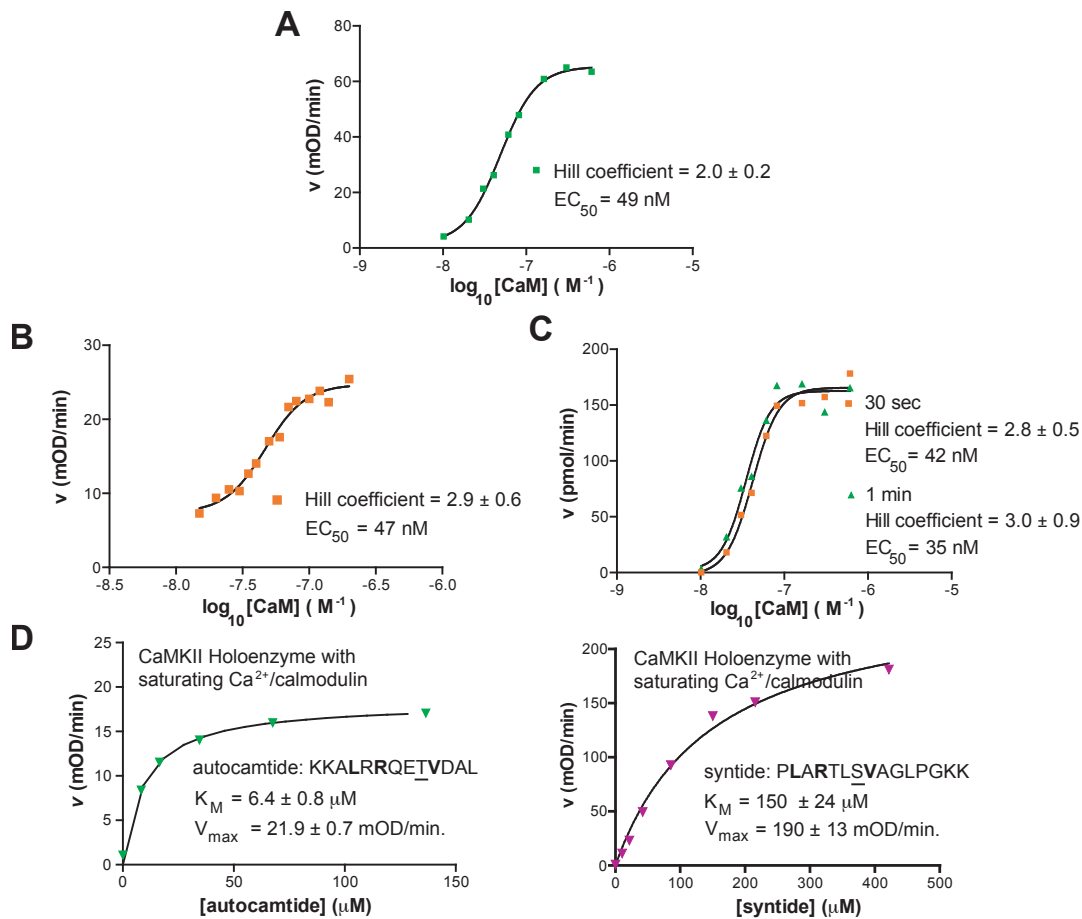 A
v (mOD/min)
80
60
40
20
0
-9
-8
-7
-6
-5
log10 [CaM] ( M-1)
Hill coefficient = 2.0 ± 0.2
EC50 = 49 nM
B
v (mOD/min)
30
20
10
0
-8.5
-8.0
-7.5
-7.0
-6.5
-6.0
log10 [CaM] ( M-1)
Hill coefficient = 2.9 ± 0.6
EC50 = 47 nM
C
v (pmol/min)
200
150
100
50
0
-9
-8
-7
-6
-5
log10 [CaM] ( M-1)
30 sec
Hill coefficient = 2.8 ± 0.5
EC50 = 42 nM
1 min
Hill coefficient = 3.0 ± 0.9
EC50 = 35 nM
D
v (mOD/min)
25
20
15
10
5
0
0
50
100
150
[autocamtide] (μM)
CaMKII Holoenzyme with
saturating Ca2+/calmodulin
autocamtide: KKALRRQETVDAL
KM = 6.4 ± 0.8 μM
Vmax = 21.9 ± 0.7 mOD/min.
v (mOD/min)
200
150
100
50
0
0
100
200
300
400
500
[syntide] (μM)
CaMKII Holoenzyme with
saturating Ca2+/calmodulin
syntide: PLARTLSVAGLPGKK
KM = 150 ± 24 μM
Vmax = 190 ± 13 mOD/min.